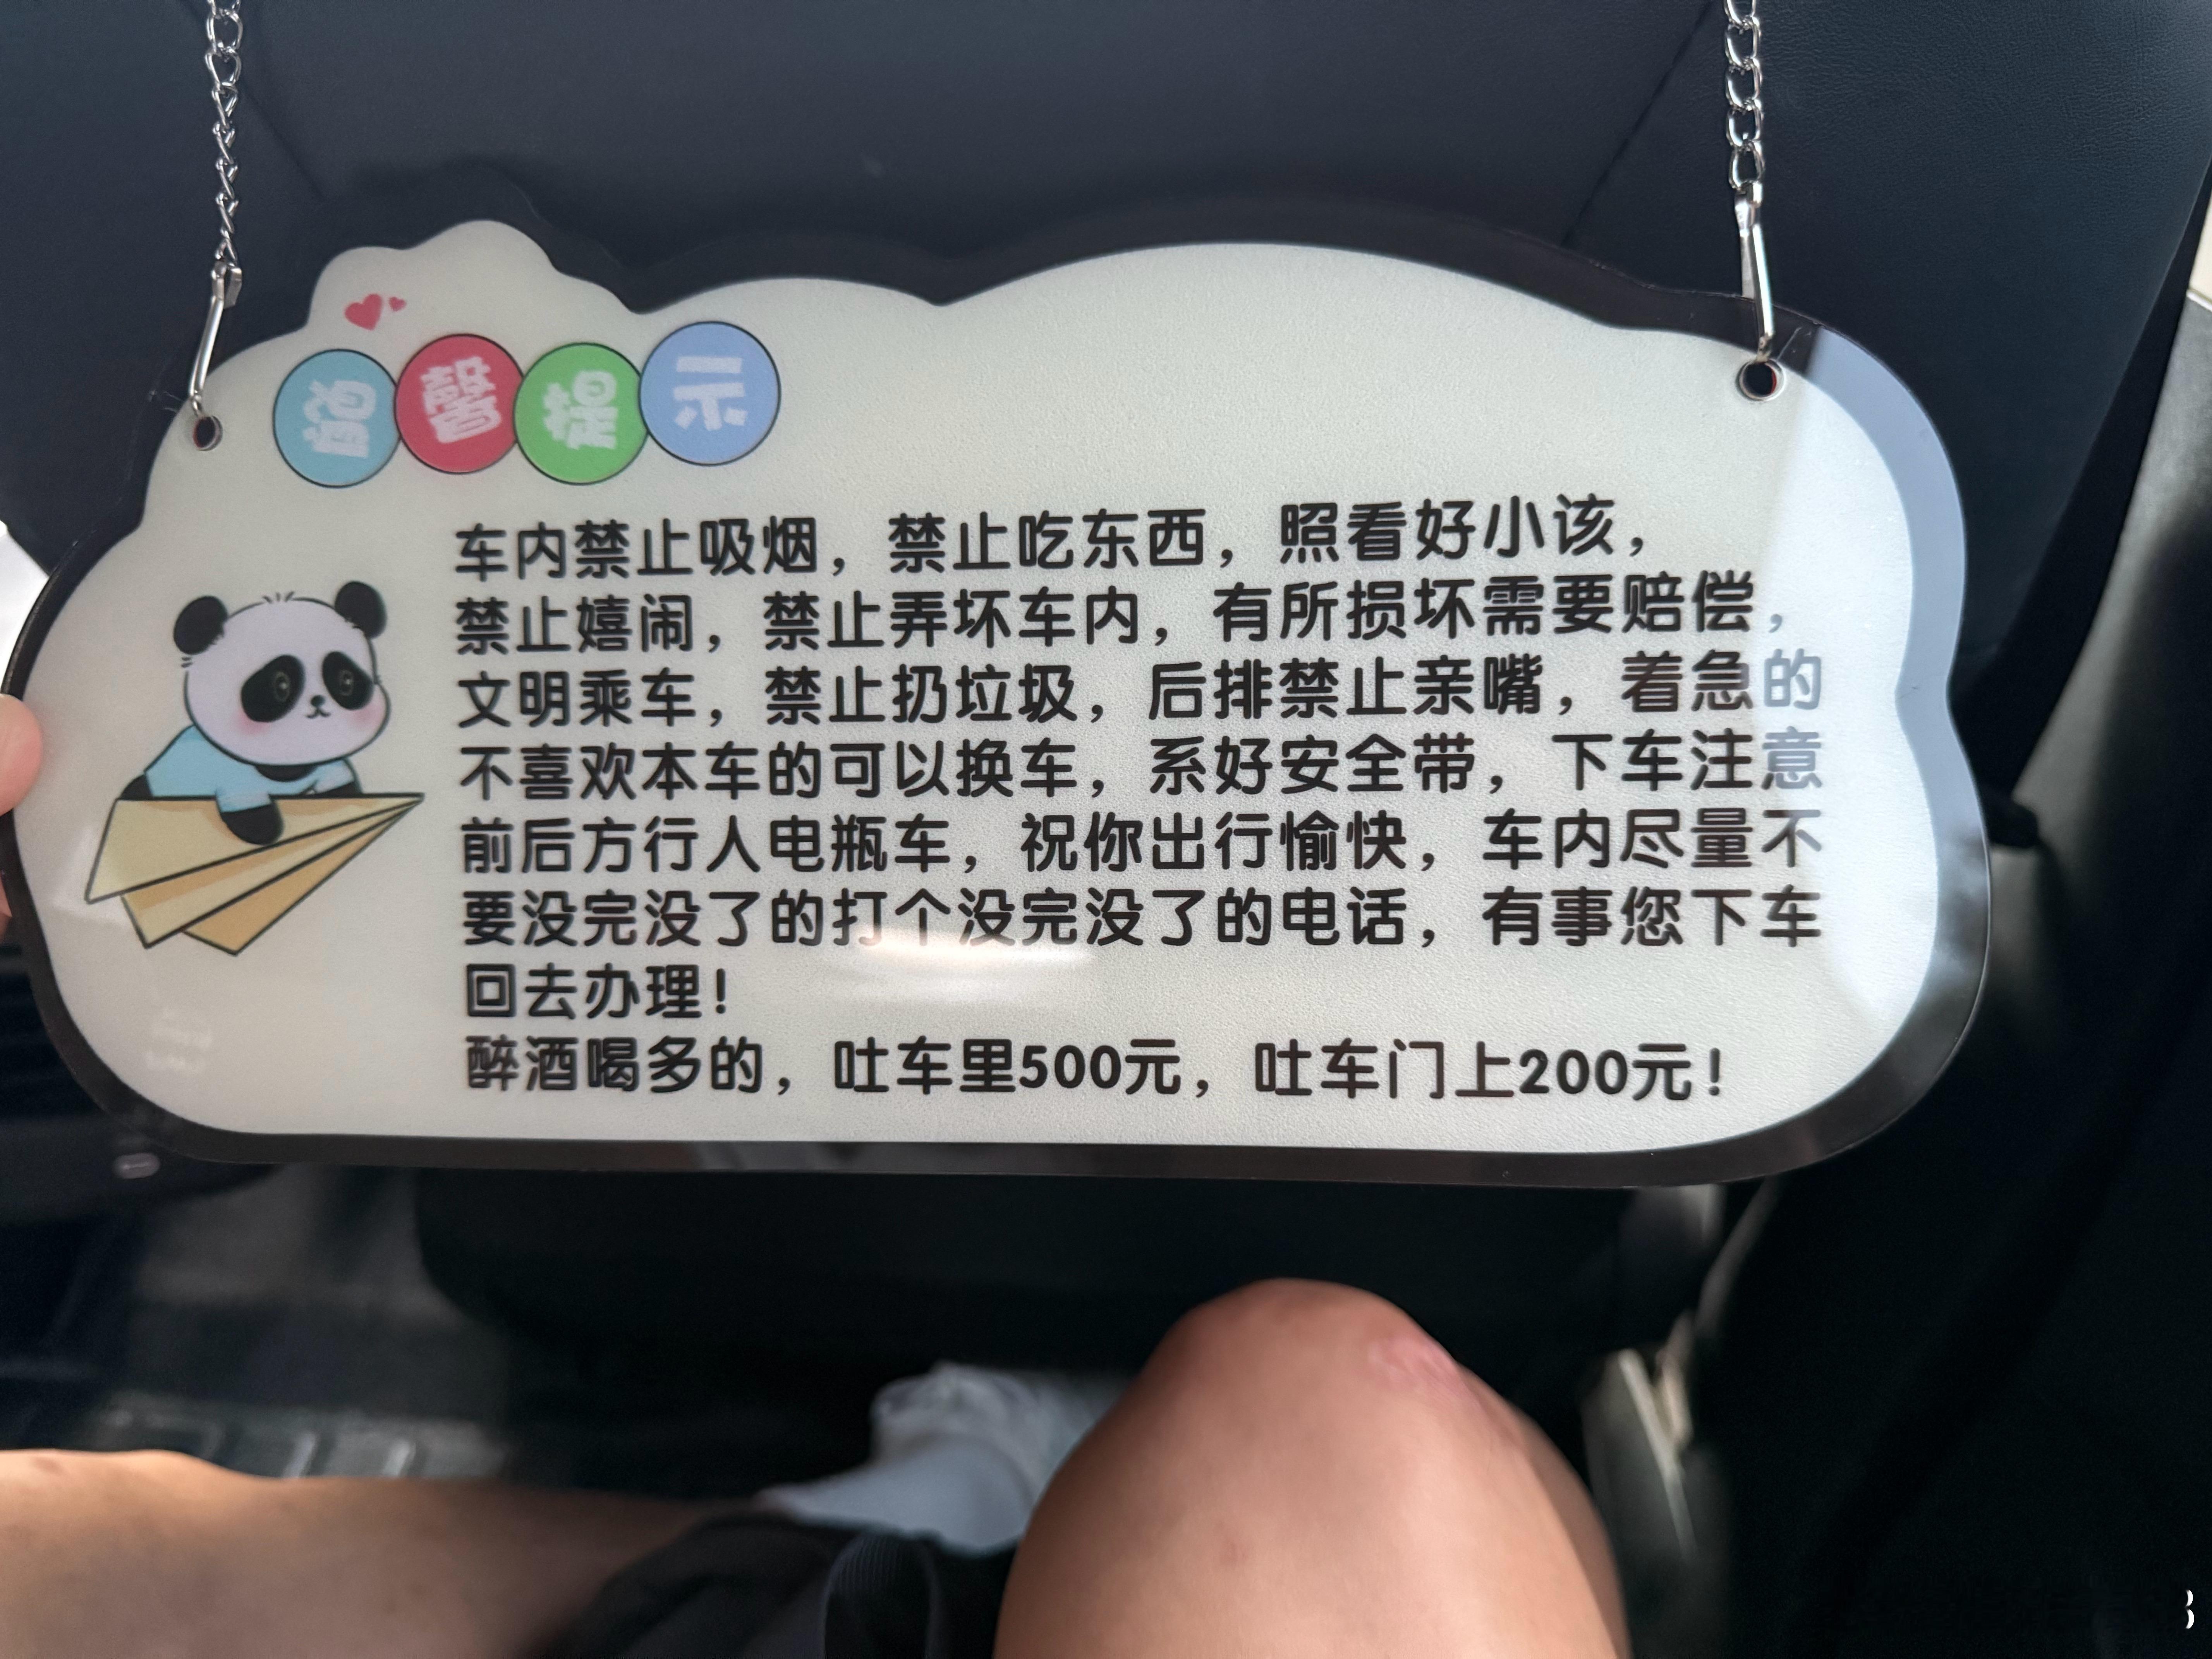 温馨提示
车内禁止吸烟，禁止吃东西，照看好小该，
禁止嬉闹，禁止弄坏车内，有所损坏需要赔偿，
文明乘车，禁止扔垃圾，后排禁止亲嘴，着急的
不喜欢本车的可以换车，系好安全带，下车注意
前后方行人电瓶车，祝你出行愉快，车内尽量不
要没完没了的打个没完没了的电话，有事您下车
回去办理！
醉酒喝多的，吐车里500元，吐车门上200元！